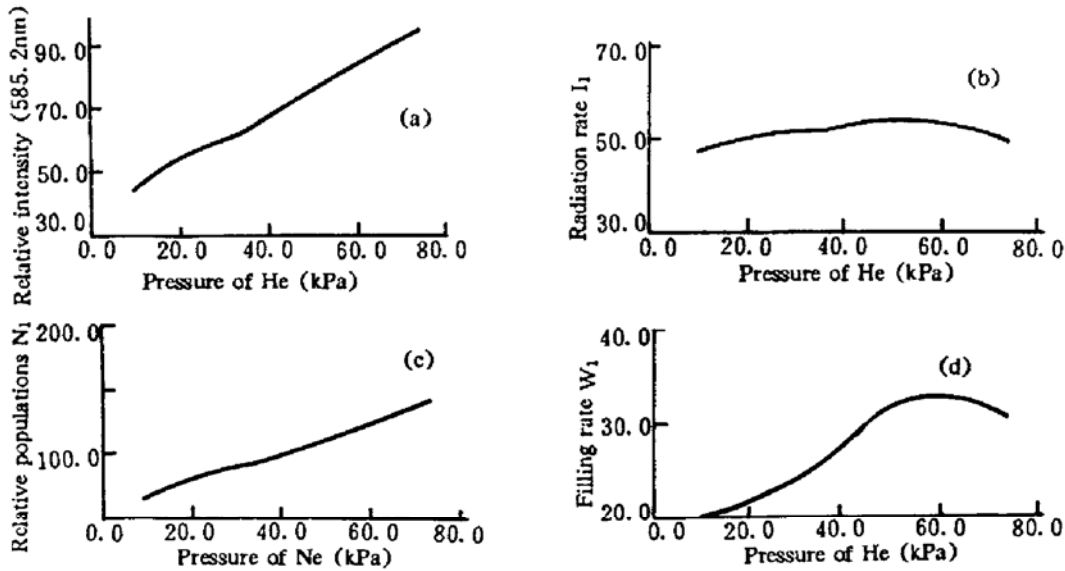 Relative intensity (585. 2nm)
90. 0
70. 0
50. 0
30. 0
(a)
0. 0 20. 0 40. 0 60. 0 80. 0
Pressure of He (kPa)
Radiation rate I₁
70. 0
50. 0
30. 0
(b)
0. 0 20. 0 40. 0 60. 0 80. 0
Pressure of He (kPa)
Relative populations N₁
200. 0
100. 0
(c)
0. 0 20. 0 40. 0 60. 0 80. 0
Pressure of Ne (kPa)
Filling rate W₁
40. 0
30. 0
20. 0
(d)
0. 0 20. 0 40. 0 60. 0 80. 0
Pressure of He (kPa)